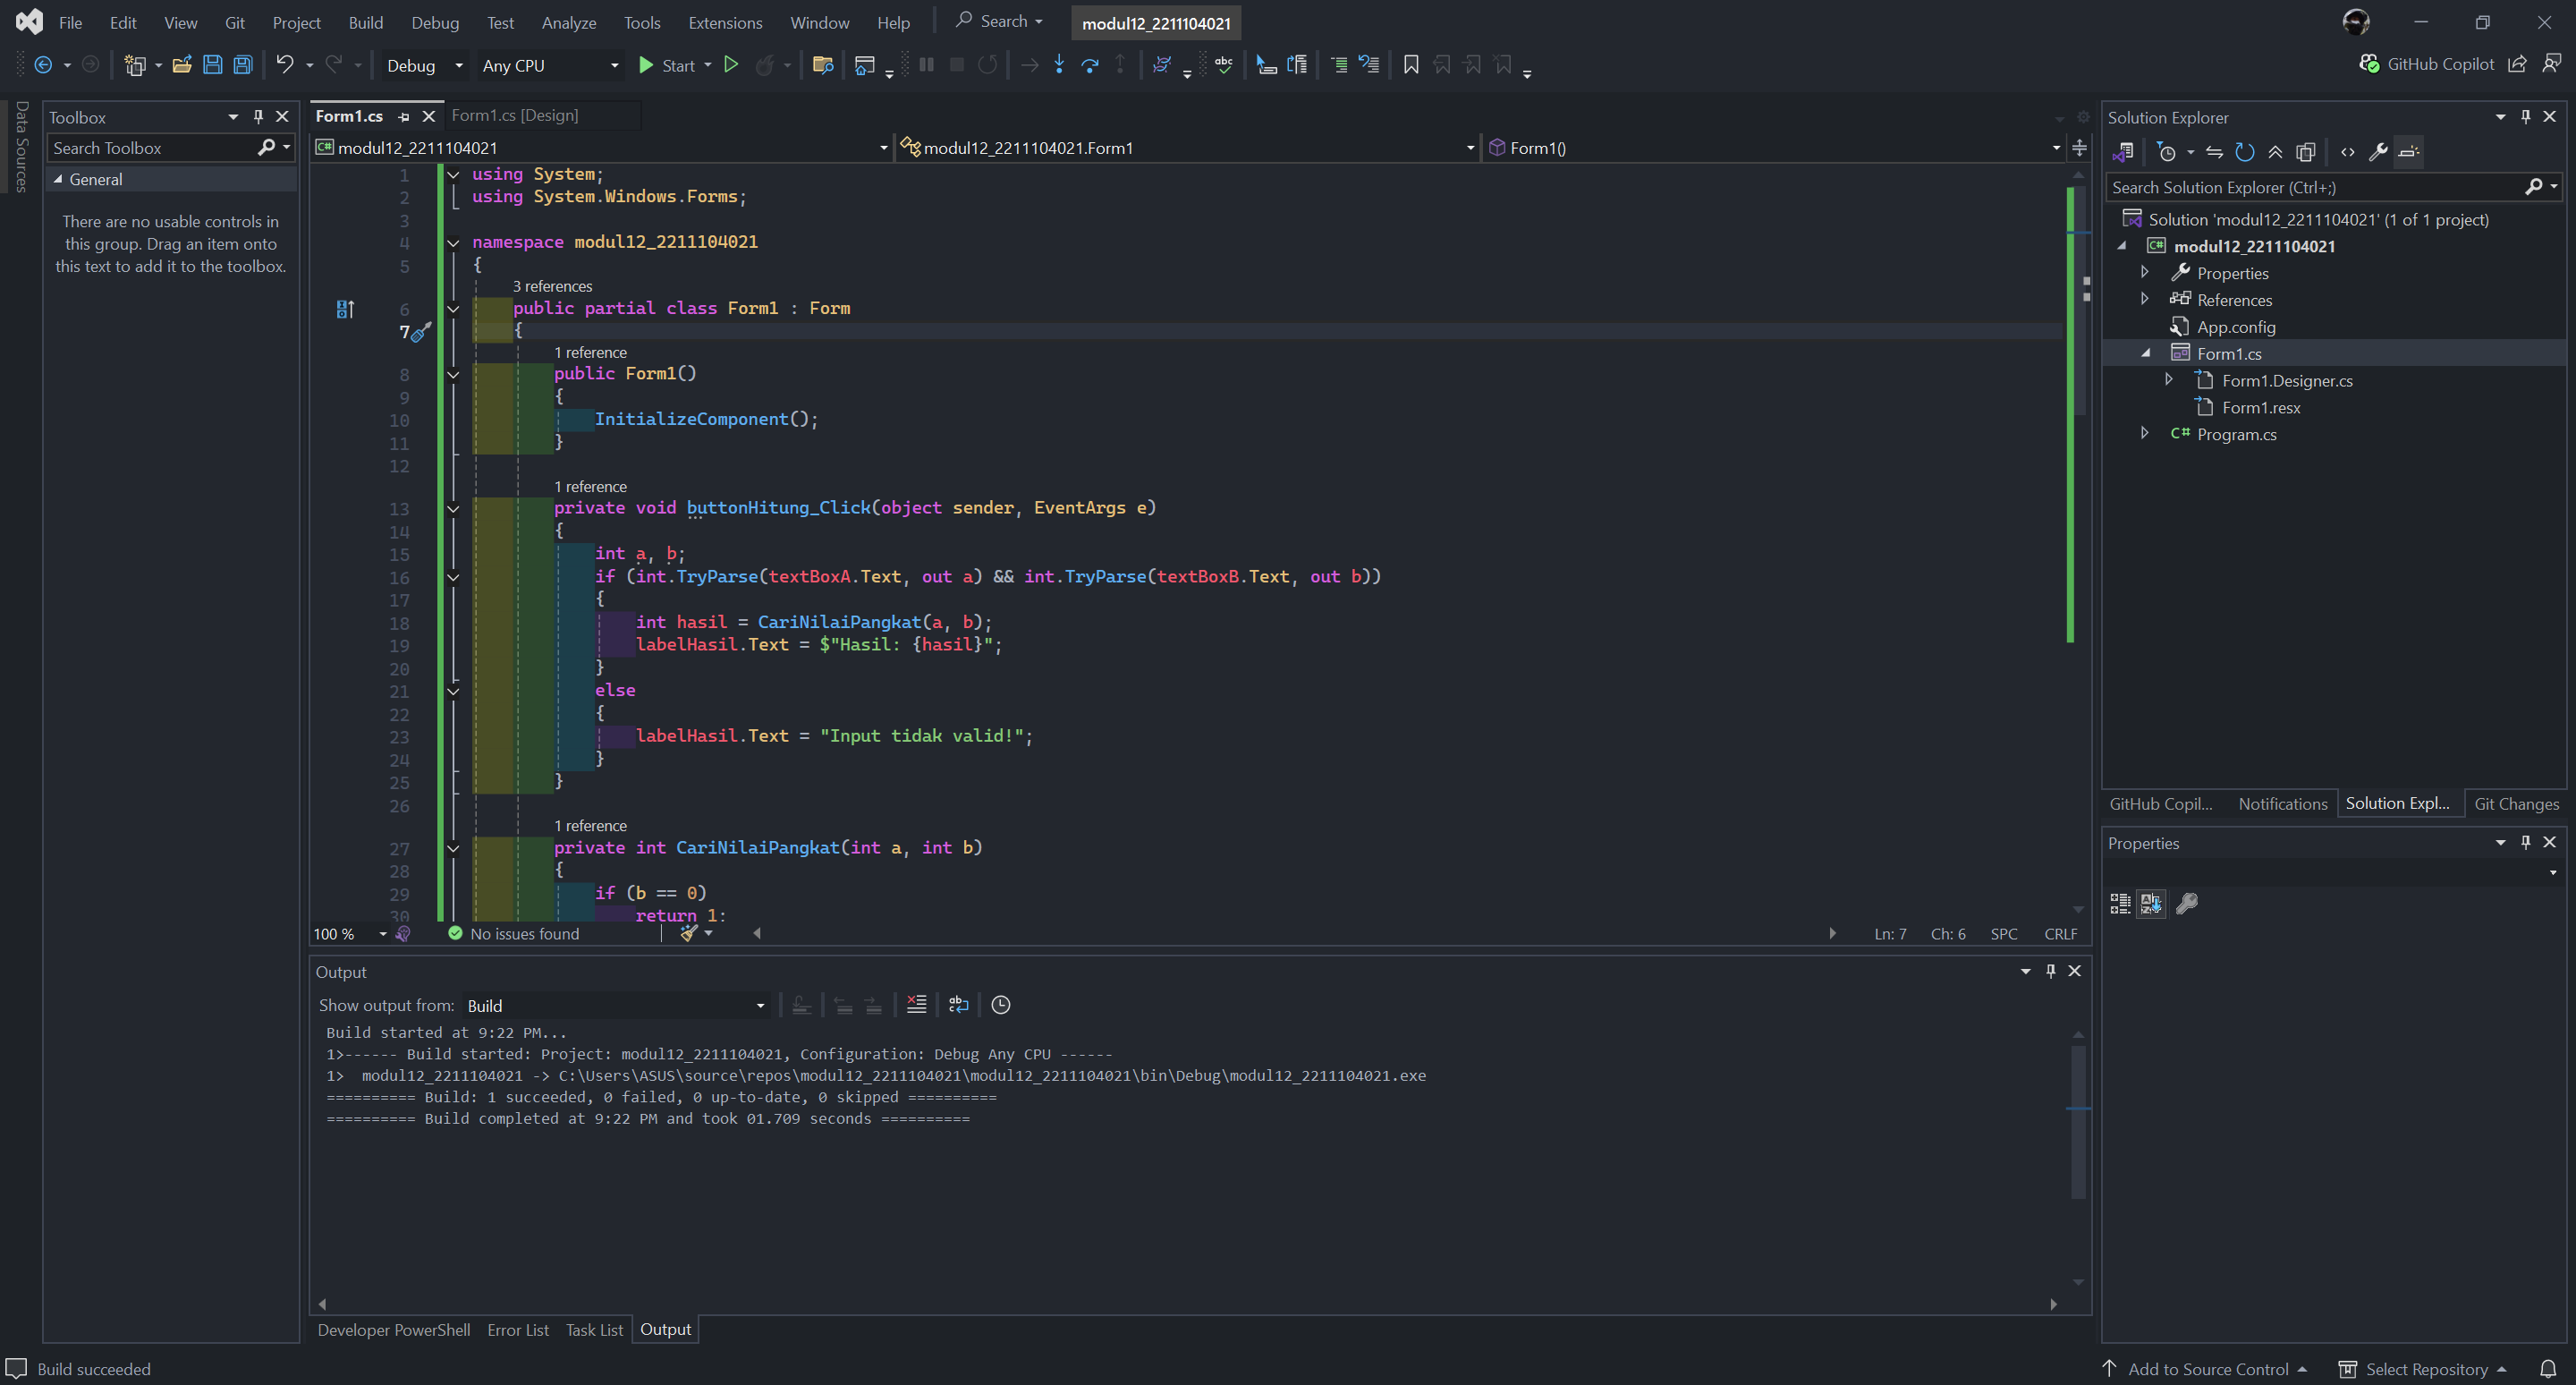 File Edit View Git Project Build Debug Test Analyze Tools Extensions Window Help Search modul12_2211104021
Debug Any CPU Start GitHub Copilot
Data Sources
Toolbox
Search Toolbox
General
There are no usable controls in
this group. Drag an item onto
this text to add it to the toolbox.
Form1.cs Form1.cs [Design]
modul12_2211104021 modul12_2211104021.Form1 Form1()
1 using System;
2 using System.Windows.Forms;
3
4 namespace modul12_2211104021
5 {
3 references
6 public partial class Form1 : Form
7 {
1 reference
8 public Form1()
9 {
10 InitializeComponent();
11 }
12
1 reference
13 private void buttonHitung_Click(object sender, EventArgs e)
14 {
15 int a, b;
16 if (int.TryParse(textBoxA.Text, out a) && int.TryParse(textBoxB.Text, out b))
17 {
18 int hasil = CariNilaiPangkat(a, b);
19 labelHasil.Text = $"Hasil: {hasil}";
20 }
21 else
22 {
23 labelHasil.Text = "Input tidak valid!";
24 }
25 }
26
1 reference
27 private int CariNilaiPangkat(int a, int b)
28 {
29 if (b == 0)
30 return 1;
100 % No issues found Ln: 7 Ch: 6 SPC CRLF
Output
Show output from: Build
Build started at 9:22 PM...
1>------ Build started: Project: modul12_2211104021, Configuration: Debug Any CPU ------
1> modul12_2211104021 -> C:\Users\ASUS\source\repos\modul12_2211104021\modul12_2211104021\bin\Debug\modul12_2211104021.exe
========== Build: 1 succeeded, 0 failed, 0 up-to-date, 0 skipped ==========
========== Build completed at 9:22 PM and took 01.709 seconds ==========
Developer PowerShell Error List Task List Output
Solution Explorer
Search Solution Explorer (Ctrl+;)
Solution 'modul12_2211104021' (1 of 1 project)
C# modul12_2211104021
Properties
References
App.config
Form1.cs
Form1.Designer.cs
Form1.resx
C# Program.cs
GitHub Copil... Notifications Solution Expl... Git Changes
Properties
Build succeeded Add to Source Control Select Repository